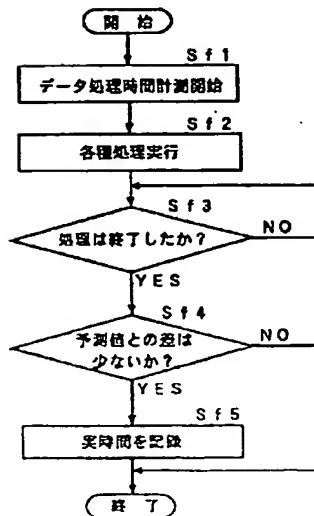 開 始
Sf1
データ処理時間計測開始
Sf2
各種処理実行
Sf3
処理は終了したか?
NO
YES
Sf4
予測値との差は
少ないか?
NO
YES
Sf5
実時間を記録
終 了